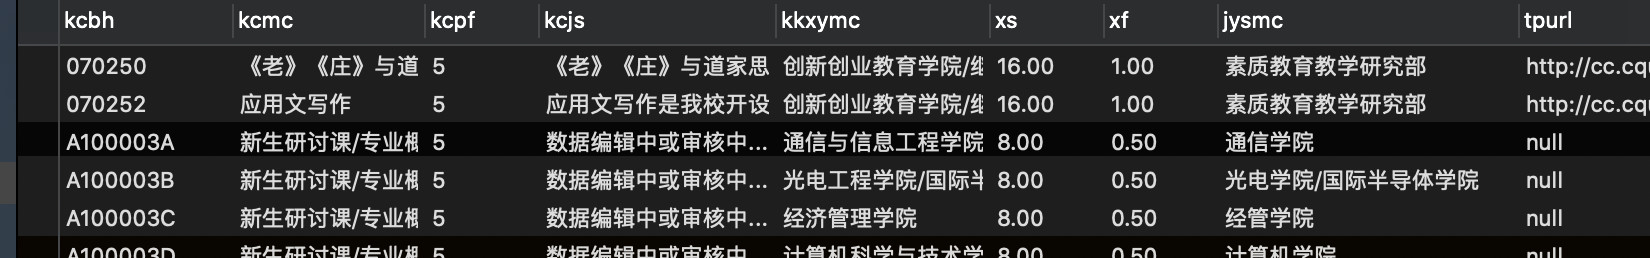 kcbh kcmc kcpf kcjs kkxymc xs xf jysmc tpurl
070250 《老》《庄》与道 5 《老》《庄》与道家思 创新创业教育学院/继 16.00 1.00 素质教育教学研究部 http://cc.cqu
070252 应用文写作 5 应用文写作是我校开设 创新创业教育学院/继 16.00 1.00 素质教育教学研究部 http://cc.cqu
A100003A 新生研讨课/专业概 5 数据编辑中或审核中... 通信与信息工程学院 8.00 0.50 通信学院 null
A100003B 新生研讨课/专业概 5 数据编辑中或审核中... 光电工程学院/国际半 8.00 0.50 光电学院/国际半导体学院 null
A100003C 新生研讨课/专业概 5 数据编辑中或审核中... 经济管理学院 8.00 0.50 经管学院 null
A100003D 新生研讨课/专业概 5 数据编辑中或审核中... 计算机科学与技术学 8.00 0.50 计算机学院 null